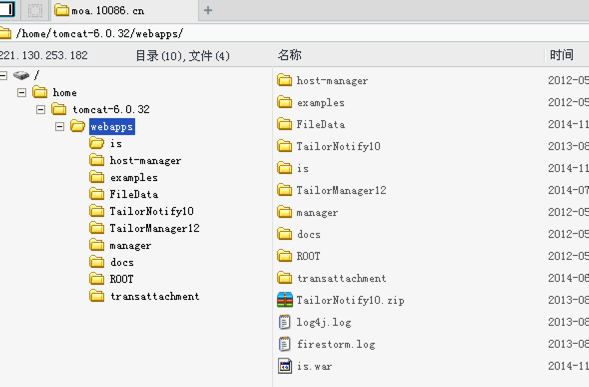 moa.10086.cn
/home/tomcat-6.0.32/webapps/
221.130.253.182 目录(10),文件(4) 名称 时间
/
home
tomcat-6.0.32
webapps
is
host-manager
examples
FileData
TailorNotify10
TailorManager12
manager
docs
ROOT
transattachment
host-manager 2012-05
examples 2012-05
FileData 2014-11
TailorNotify10 2013-08
is 2014-11
TailorManager12 2014-07
manager 2012-05
docs 2012-05
ROOT 2012-05
transattachment 2014-06
TailorNotify10.zip 2013-08
log4j.log 2013-08
firestorm.log 2013-08
is.war 2014-11